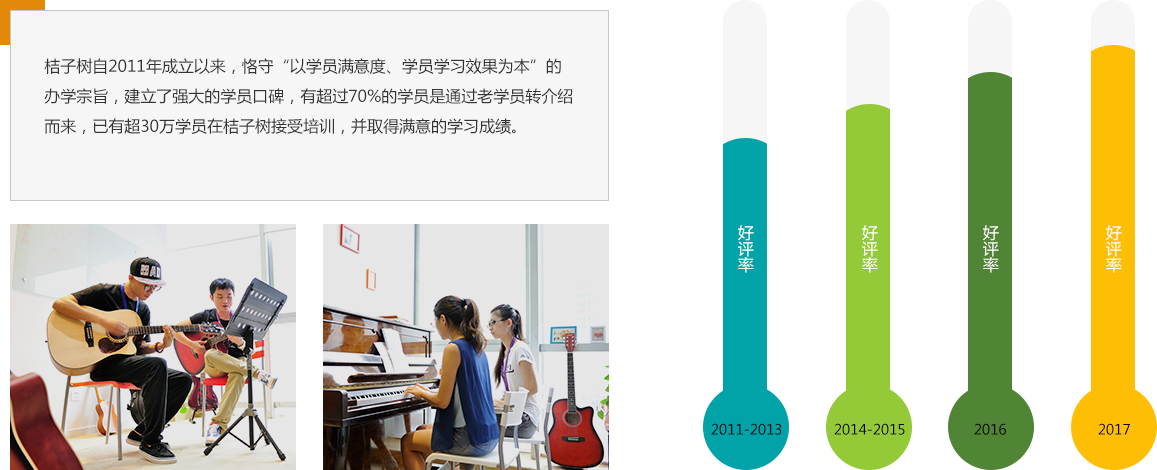 桔子树自2011年成立以来，恪守“以学员满意度、学员学习效果为本”的
办学宗旨，建立了强大的学员口碑，有超过70%的学员是通过老学员转介绍
而来，已有超30万学员在桔子树接受培训，并取得满意的学习成绩。
好评率
好评率
好评率
好评率
2011-2013
2014-2015
2016
2017